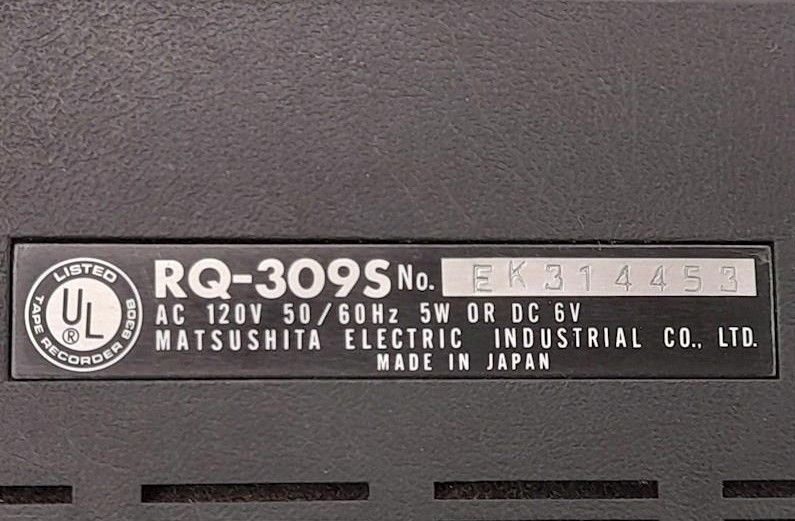 LISTED
UL
®
TAPE RECORDER 830B
RQ-309S No. EK314453
AC 120V 50/60Hz 5W OR DC 6V
MATSUSHITA ELECTRIC INDUSTRIAL CO., LTD.
MADE IN JAPAN